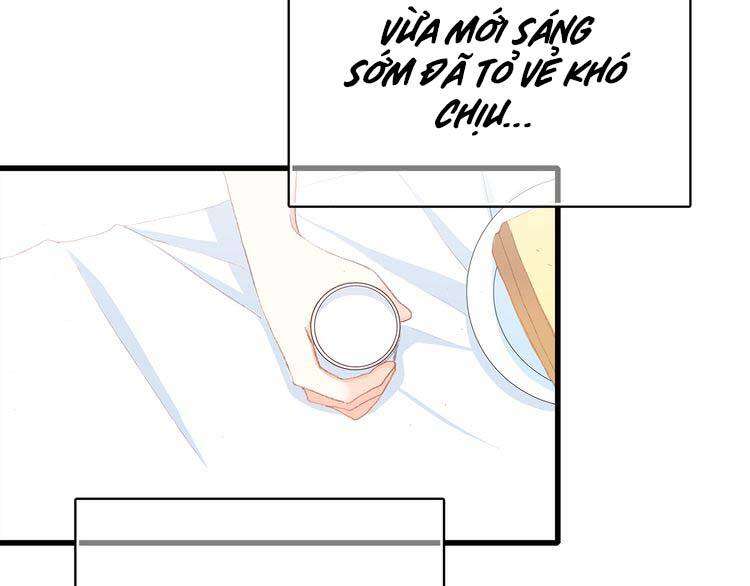 VỪA MỚI SÁNG
SỚM ĐÃ TỎ VẺ KHÓ
CHỊU...